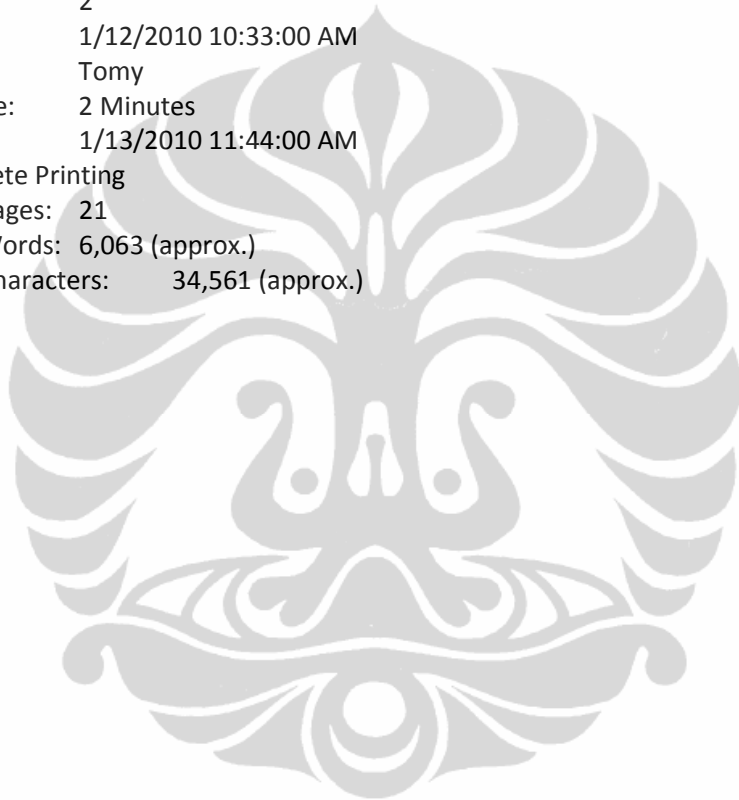 2
1/12/2010 10:33:00 AM
Tomy
e: 2 Minutes
1/13/2010 11:44:00 AM
ete Printing
ages: 21
Vords: 6,063 (approx.)
haracters: 34,561 (approx.)